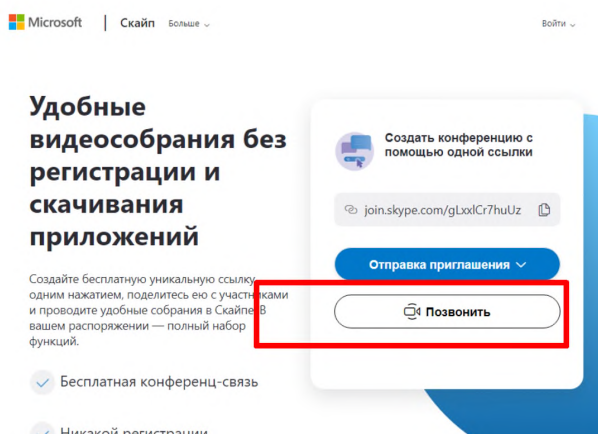 Microsoft
Скайп
Больше
Войти
Удобные
видеособрания без
регистрации и
скачивания
приложений
Создайте бесплатную уникальную ссылку
одним нажатием, поделитесь ею с участниками
и проводите удобные собрания в Скайпе. В
вашем распоряжении — полный набор
функций.
Бесплатная конференц-связь
Никакой регистрации
Создать конференцию с
помощью одной ссылки
join.skype.com/gLxxlCr7huUz
Отправка приглашения
Позвонить